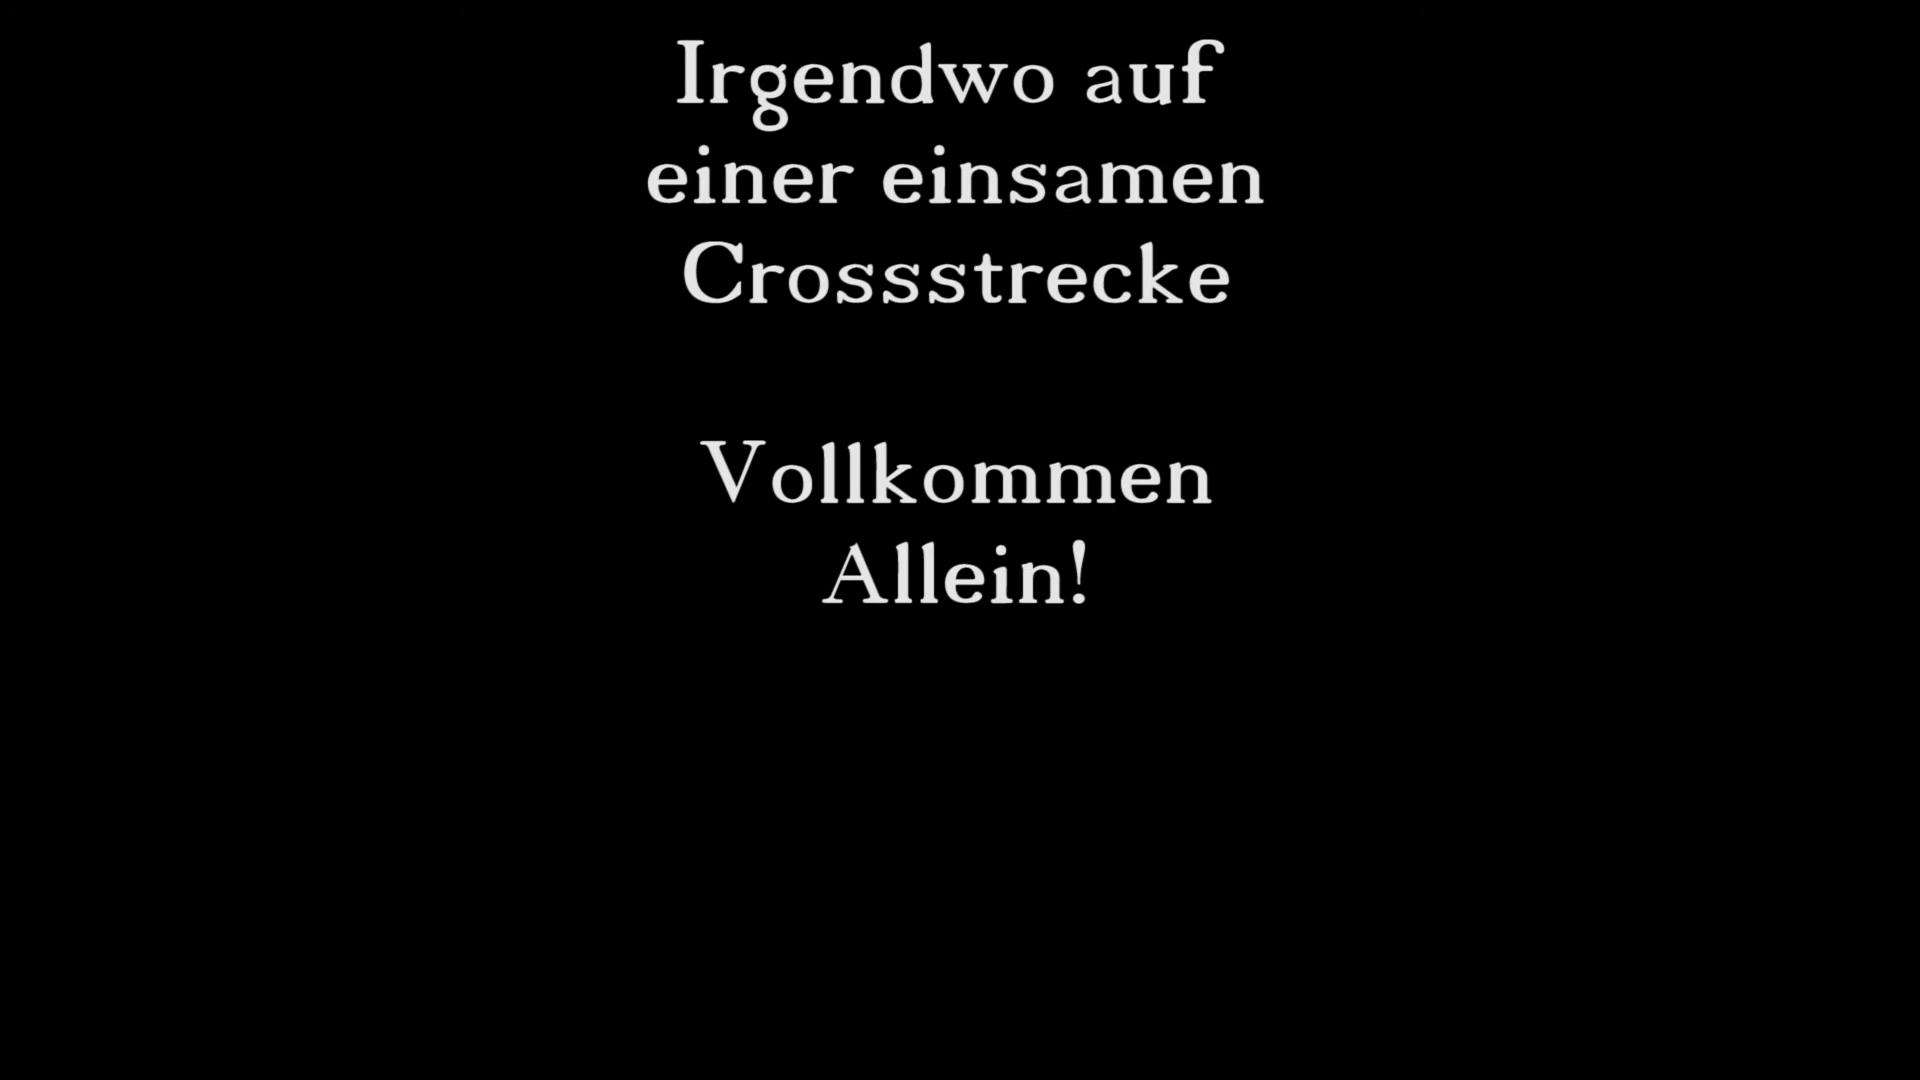 Irgendwo auf
einer einsamen
Crossstrecke
Vollkommen
Allein!